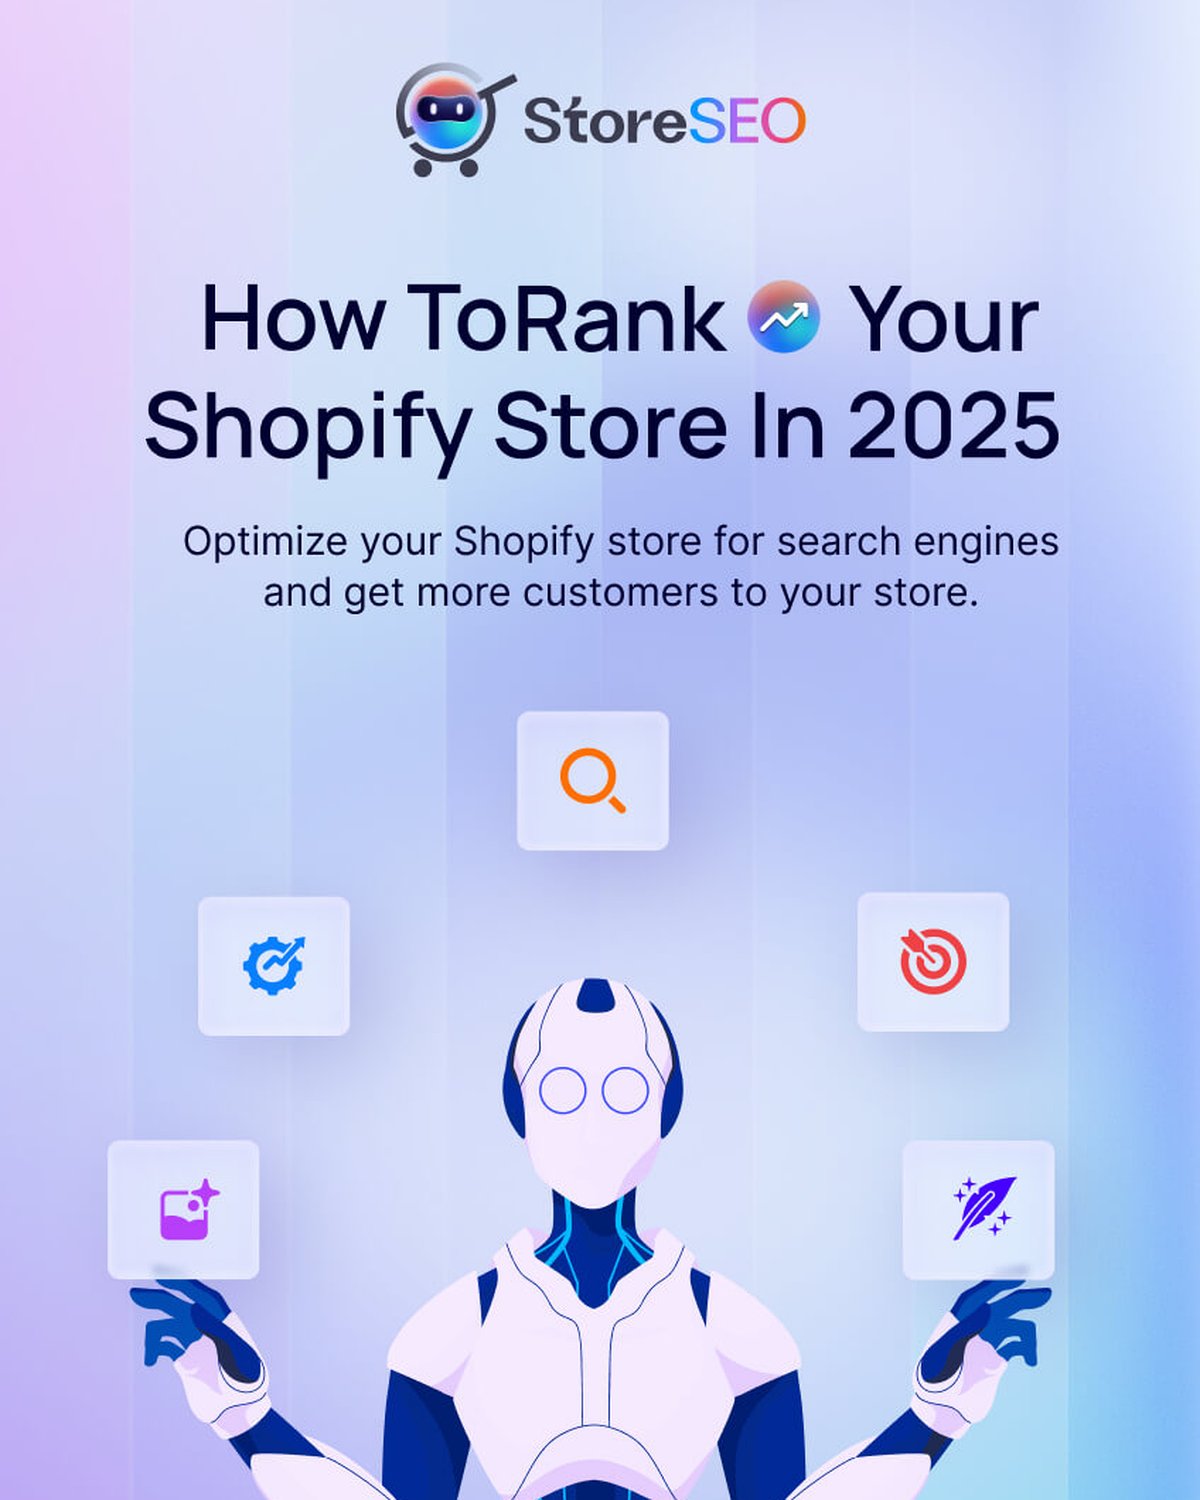 StoreSEO
How ToRank Your
Shopify Store In 2025
Optimize your Shopify store for search engines
and get more customers to your store.